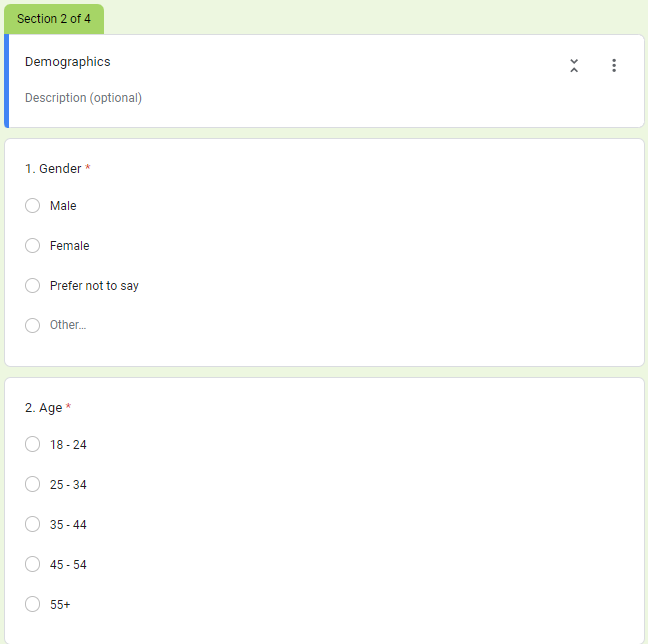 Section 2 of 4
Demographics
Description (optional)
1. Gender *
Male
Female
Prefer not to say
Other...
2. Age *
18 - 24
25 - 34
35 - 44
45 - 54
55+